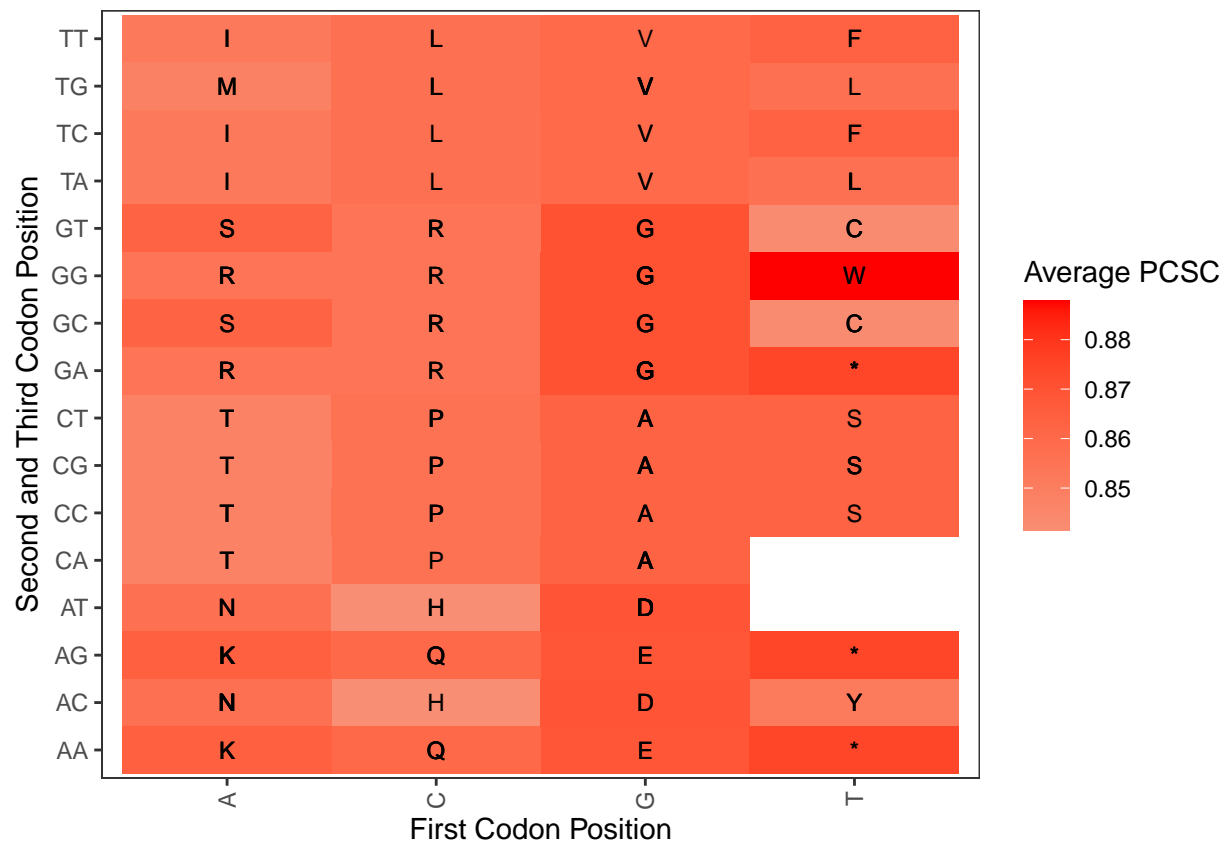 TT I L V F
TG M L V L
TC I L V F
TA I L V L
GT S R G C
GG R R G W
GC S R G C
GA R R G *
CT T P A S
CG T P A S
CC T P A S
CA T P A
AT N H D
AG K Q E *
AC N H D Y
AA K Q E *
A C G T
First Codon Position
Second and Third Codon Position
Average PCSC
0.88
0.87
0.86
0.85